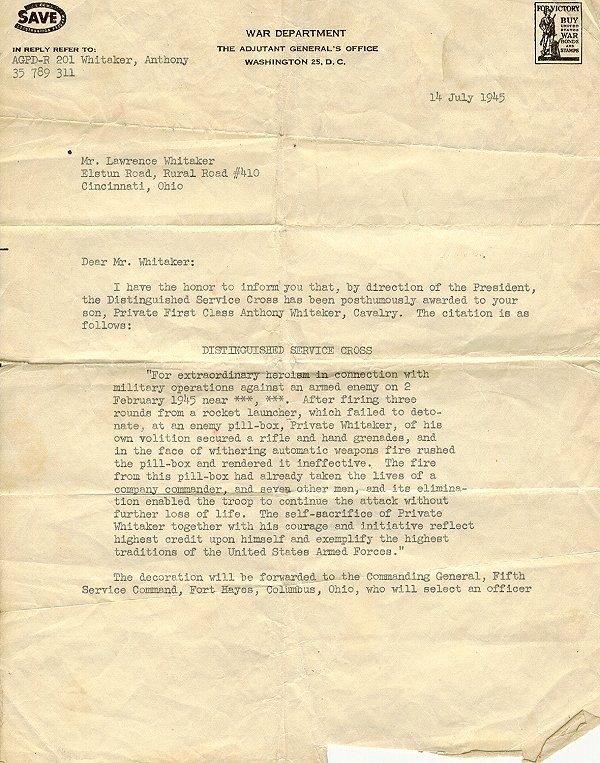 SAVE
WAR DEPARTMENT
THE ADJUTANT GENERAL'S OFFICE
WASHINGTON 25, D. C.
FOR VICTORY
BUY
UNITED
STATES
WAR
BONDS
AND
STAMPS
IN REPLY REFER TO:
AGPD-R 201 Whitaker, Anthony
35 789 311
14 July 1945
Mr. Lawrence Whitaker
Elstun Road, Rural Road #410
Cincinnati, Ohio
Dear Mr. Whitaker:
I have the honor to inform you that, by direction of the President,
the Distinguished Service Cross has been posthumously awarded to your
son, Private First Class Anthony Whitaker, Cavalry. The citation is as
follows:
DISTINGUISHED SERVICE CROSS
"For extraordinary heroism in connection with
military operations against an armed enemy on 2
February 1945 near ***, ***. After firing three
rounds from a rocket launcher, which failed to deto-
nate, at an enemy pill-box, Private Whitaker, of his
own volition secured a rifle and hand grenades, and
in the face of withering automatic weapons fire rushed
the pill-box and rendered it ineffective. The fire
from this pill-box had already taken the lives of a
company commander, and seven other men, and its elimina-
tion enabled the troop to continue the attack without
further loss of life. The self-sacrifice of Private
Whitaker together with his courage and initiative reflect
highest credit upon himself and exemplify the highest
traditions of the United States Armed Forces."
The decoration will be forwarded to the Commanding General, Fifth
Service Command, Fort Hayes, Columbus, Ohio, who will select an officer